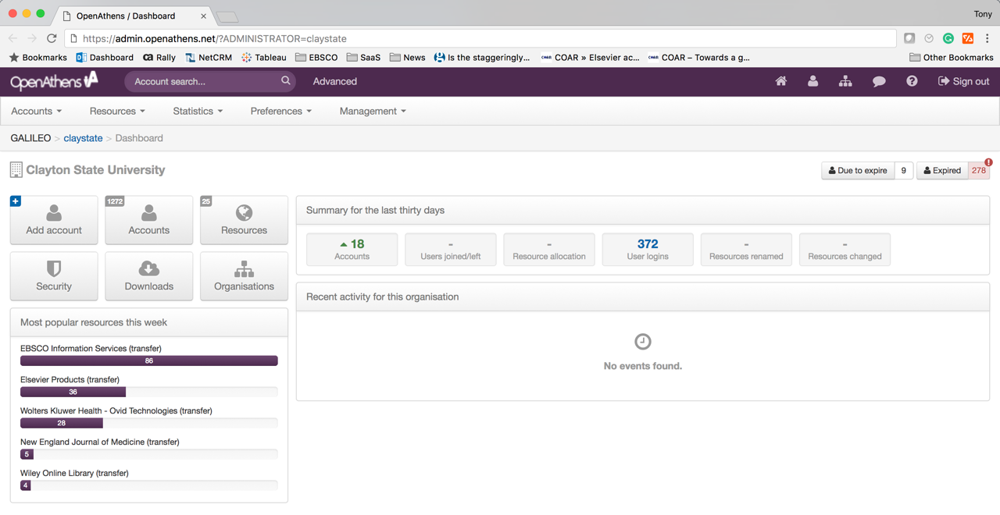 OpenAthens / Dashboard
Tony
https://admin.openathens.net/?ADMINISTRATOR=claystate
Bookmarks Dashboard CA Rally NetCRM Tableau EBSCO SaaS News Is the staggeringly... COAR COAR » Elsevier ac... COAR COAR – Towards a g... Other Bookmarks
OpenAthens Account search... Advanced Sign out
Accounts Resources Statistics Preferences Management
GALILEO > claystate > Dashboard
Clayton State University
Due to expire 9 Expired 278
Add account
1272 Accounts
25 Resources
Security
Downloads
Organisations
Most popular resources this week
EBSCO Information Services (transfer)
86
Elsevier Products (transfer)
36
Wolters Kluwer Health - Ovid Technologies (transfer)
28
New England Journal of Medicine (transfer)
5
Wiley Online Library (transfer)
4
Summary for the last thirty days
18
Accounts
-
Users joined/left
-
Resource allocation
372
User logins
-
Resources renamed
-
Resources changed
Recent activity for this organisation
No events found.